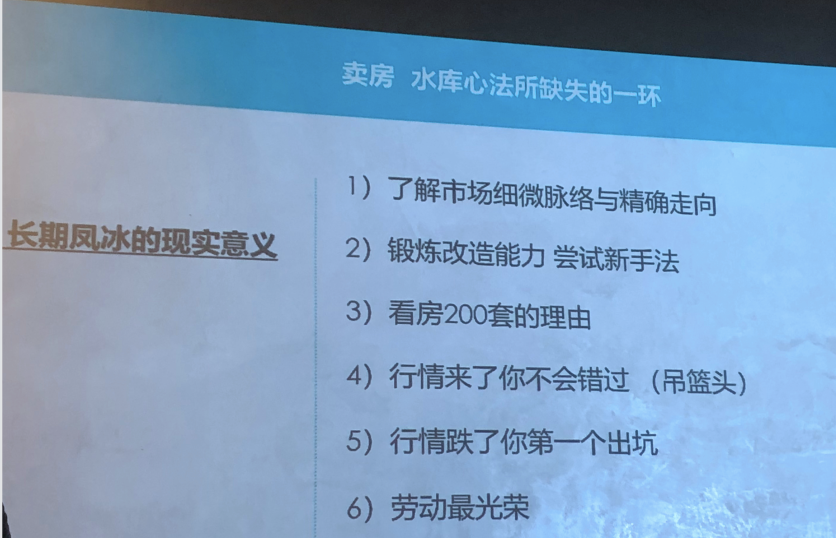 卖房 水库心法所缺失的一环
长期凤冰的现实意义
1）了解市场细微脉络与精确走向
2）锻炼改造能力 尝试新手法
3）看房200套的理由
4）行情来了你不会错过 （吊篮头）
5）行情跌了你第一个出坑
6）劳动最光荣